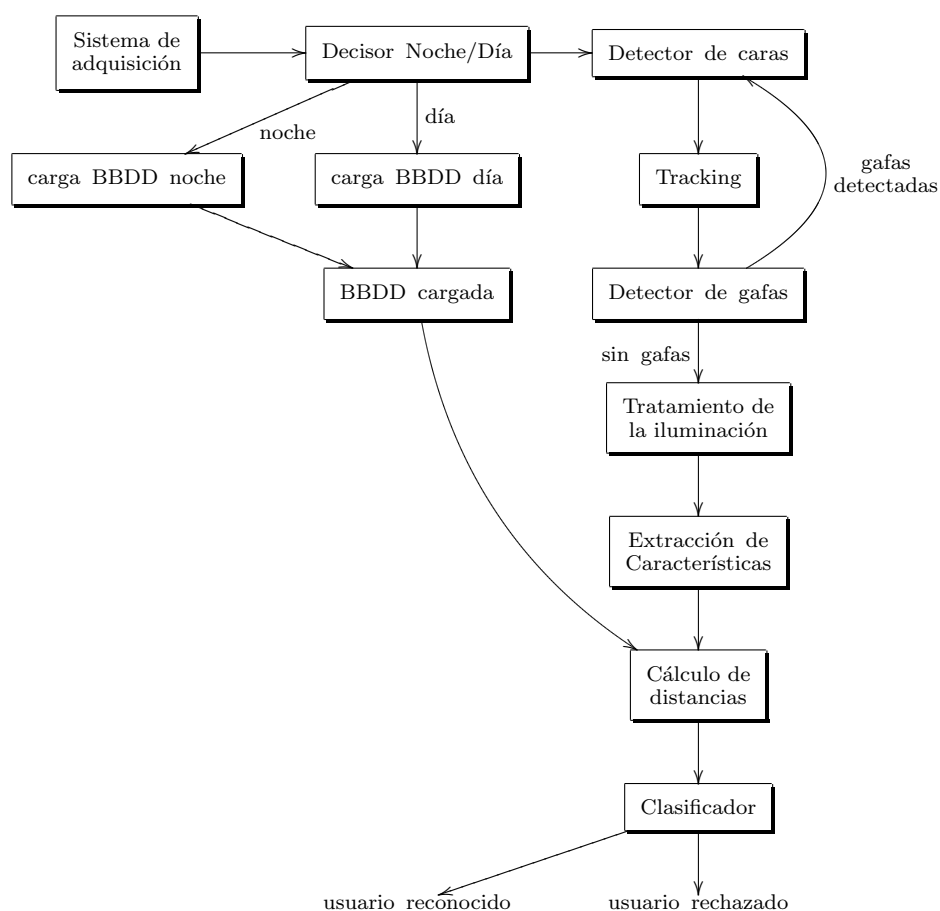 Sistema de
adquisición
Decisor Noche/Día
Detector de caras
noche
día
carga BBDD noche
carga BBDD día
Tracking
gafas
detectadas
BBDD cargada
Detector de gafas
sin gafas
Tratamiento de
la iluminación
Extracción de
Características
Cálculo de
distancias
Clasificador
usuario reconocido
usuario rechazado